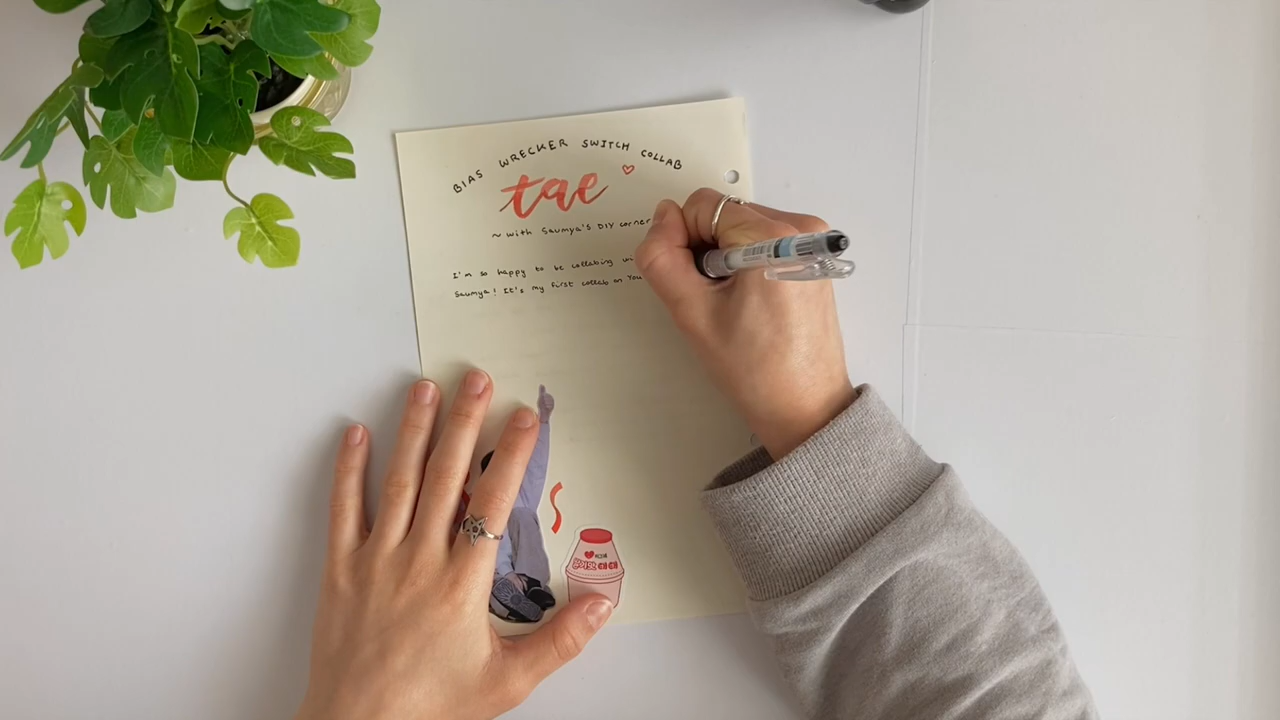 BIAS WRECKER SWITCH COLLAB
tae
~ with Saumya's DIY corner
I'm so happy to be collabing
Saumya! It's my first collab on